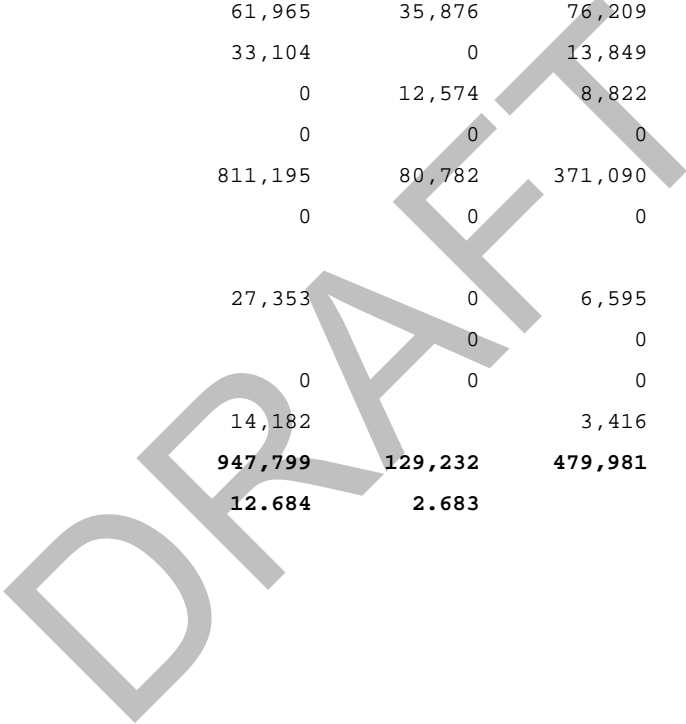 61,965 35,876 76,209
33,104 0 13,849
0 12,574 8,822
0 0 0
811,195 80,782 371,090
0 0 0
27,353 0 6,595
0 0
0 0 0
14,182 3,416
947,799 129,232 479,981
12.684 2.683
DRAFT